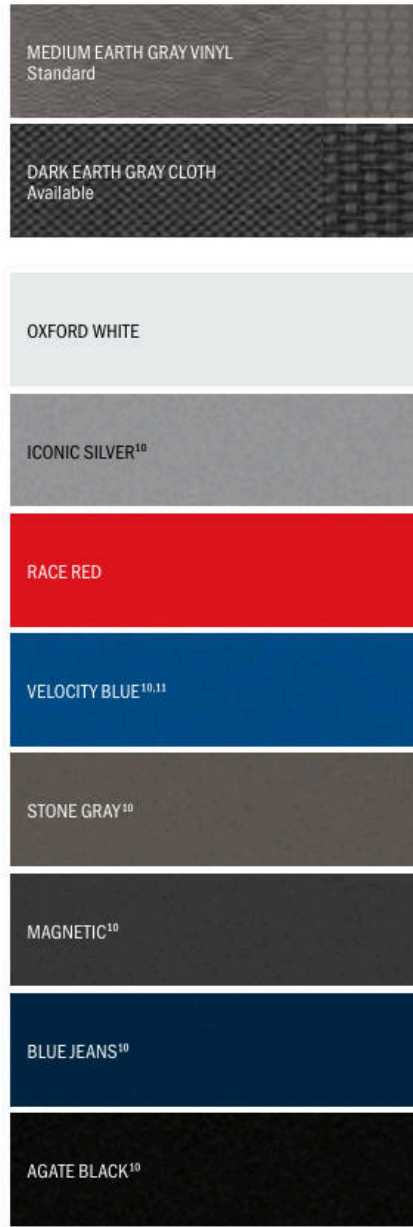 MEDIUM EARTH GRAY VINYL
Standard
DARK EARTH GRAY CLOTH
Available
OXFORD WHITE
ICONIC SILVER¹⁰
RACE RED
VELOCITY BLUE¹⁰,¹¹
STONE GRAY¹⁰
MAGNETIC¹⁰
BLUE JEANS¹⁰
AGATE BLACK¹⁰